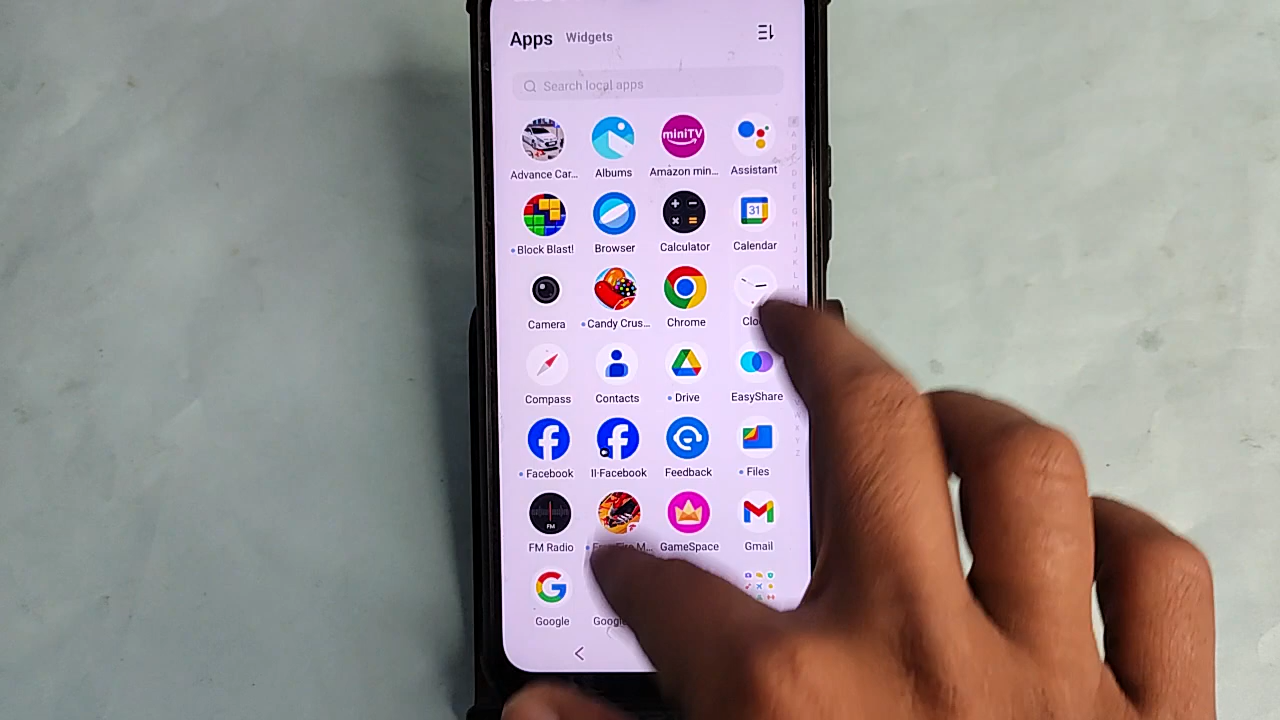 Apps Widgets
Search local apps
miniTV
Advance Car... Albums Amazon min... Assistant
31
Block Blast! Browser Calculator Calendar
Camera Candy Crus... Chrome
Compass Contacts Drive EasyShare
Facebook II·Facebook Feedback Files
FM
FM Radio GameSpace Gmail
Google